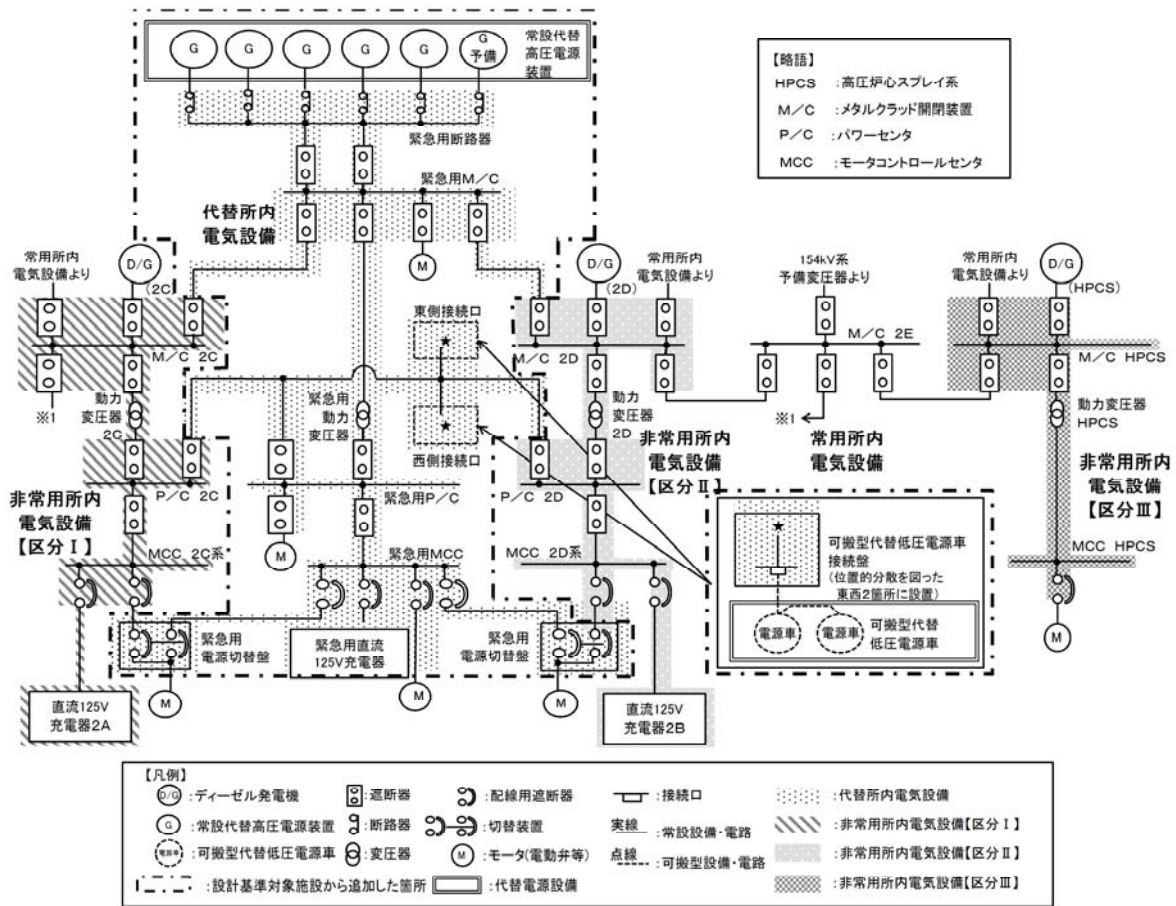 G
G
G
G
G
G
予備
常設代替
高圧電源
装置
緊急用断路器
緊急用M/C
代替所内
電気設備
【略語】
HPCS :高圧炉心スプレイ系
M/C :メタルクラッド開閉装置
P/C :パワーセンタ
MCC :モータコントロールセンタ
常用所内
電気設備より
D/G
(2C)
M
D/G
(2D)
常用所内
電気設備より
154kV系
予備変圧器より
常用所内
電気設備より
D/G
(HPCS)
東側接続口
★
M/C 2C
M/C 2D
M/C 2E
M/C HPCS
※1
動力
変圧器
2C
緊急用
動力
変圧器
★
西側接続口
動力
変圧器
2D
非常用所内
電気設備
【区分Ⅱ】
※1
常用所内
電気設備
動力変圧器
HPCS
非常用所内
電気設備
【区分Ⅲ】
P/C 2C
緊急用P/C
P/C 2D
非常用所内
電気設備
【区分Ⅰ】
M
MCC 2C系
緊急用MCC
MCC 2D系
MCC HPCS
★
可搬型代替低圧電源車
接続盤
(位置的分散を図った
東西2箇所に設置)
電源車
電源車
可搬型代替
低圧電源車
緊急用
電源切替盤
緊急用直流
125V充電器
緊急用
電源切替盤
M
直流125V
充電器2A
M
M
M
直流125V
充電器2B
【凡例】
D/G :ディーゼル発電機
:遮断器
:配線用遮断器
:接続口
:代替所内電気設備
G :常設代替高圧電源装置
:断路器
:切替装置
実線 :常設設備・電路
:非常用所内電気設備【区分Ⅰ】
電源車 :可搬型代替低圧電源車
:変圧器
M :モータ(電動弁等)
点線 :可搬型設備・電路
:非常用所内電気設備【区分Ⅱ】
:設計基準対象施設から追加した箇所
:代替電源設備
:非常用所内電気設備【区分Ⅲ】